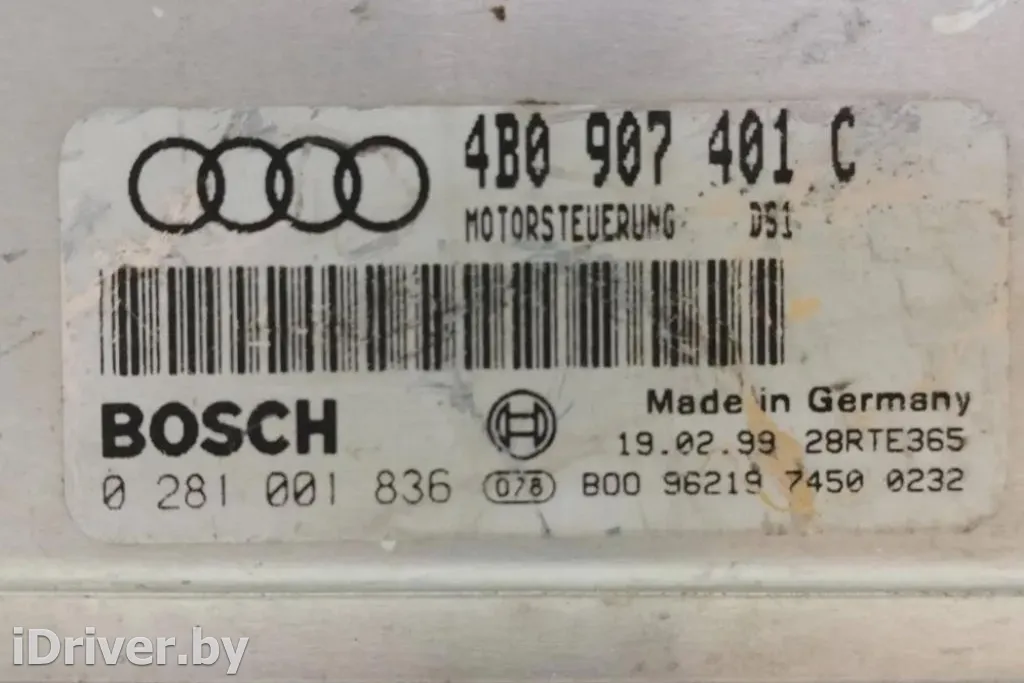 4B0 907 401 C
MOTORSTEUERUNG DS1
BOSCH
Made in Germany
19.02.99 28RTE365
0 281 001 836 078 B00 96219 7450 0232
iDriver.by